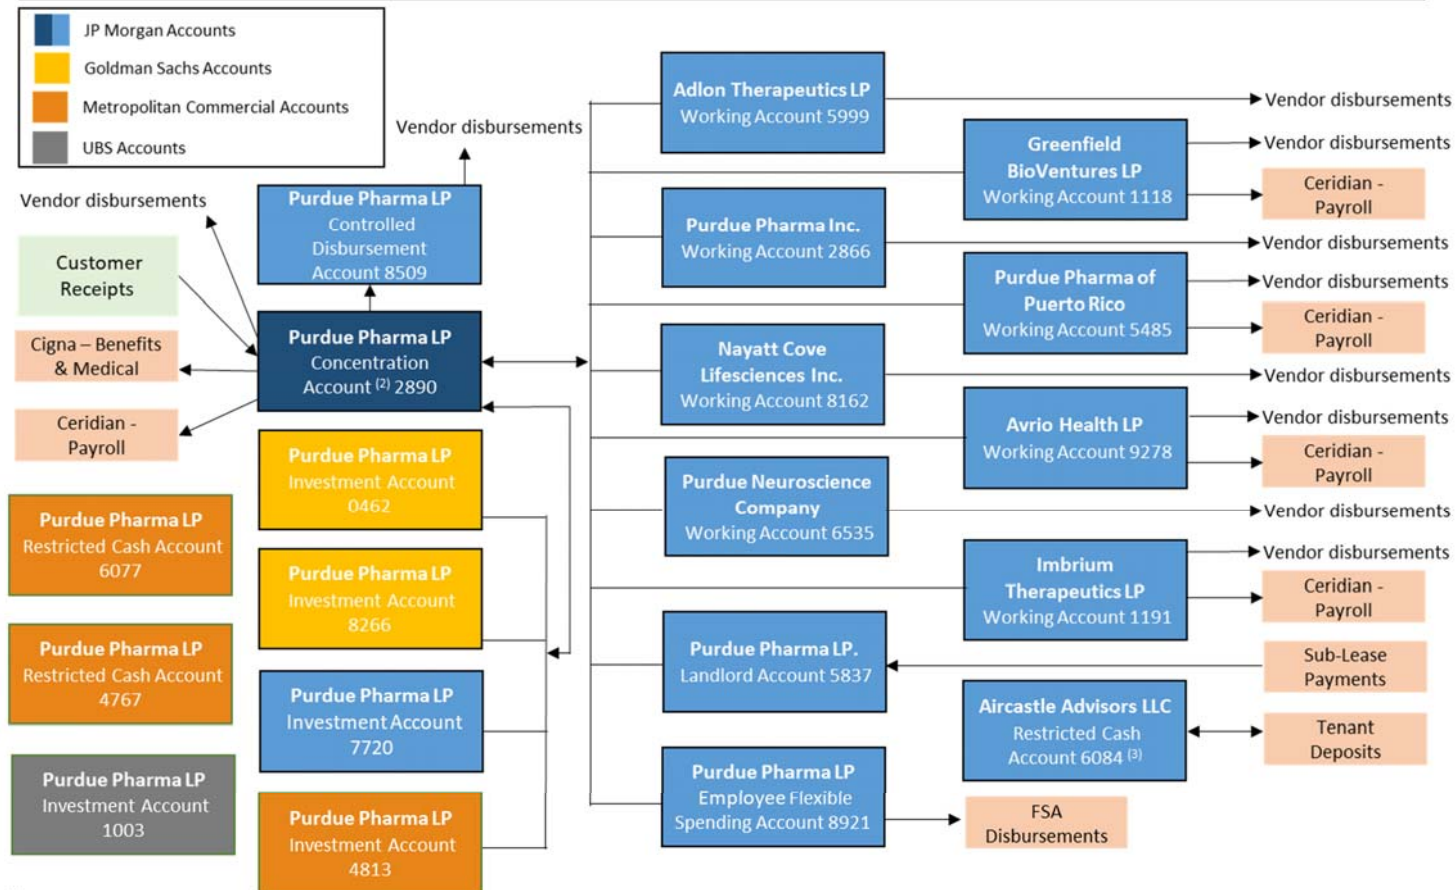 JP Morgan Accounts
Goldman Sachs Accounts
Metropolitan Commercial Accounts
UBS Accounts
Vendor disbursements
Vendor disbursements
Customer
Receipts
Cigna – Benefits
& Medical
Ceridian -
Payroll
Purdue Pharma LP
Controlled
Disbursement
Account 8509
Purdue Pharma LP
Concentration
Account (2) 2890
Purdue Pharma LP
Investment Account
0462
Purdue Pharma LP
Investment Account
8266
Purdue Pharma LP
Investment Account
7720
Purdue Pharma LP
Investment Account
4813
Purdue Pharma LP
Restricted Cash Account
6077
Purdue Pharma LP
Restricted Cash Account
4767
Purdue Pharma LP
Investment Account
1003
Adlon Therapeutics LP
Working Account 5999
Vendor disbursements
Greenfield
BioVentures LP
Working Account 1118
Vendor disbursements
Ceridian -
Payroll
Purdue Pharma Inc.
Working Account 2866
Vendor disbursements
Purdue Pharma of
Puerto Rico
Working Account 5485
Vendor disbursements
Ceridian -
Payroll
Nayatt Cove
Lifesciences Inc.
Working Account 8162
Vendor disbursements
Avrio Health LP
Working Account 9278
Vendor disbursements
Ceridian -
Payroll
Purdue Neuroscience
Company
Working Account 6535
Vendor disbursements
Imbrium
Therapeutics LP
Working Account 1191
Vendor disbursements
Ceridian -
Payroll
Purdue Pharma LP.
Landlord Account 5837
Sub-Lease
Payments
Aircastle Advisors LLC
Restricted Cash
Account 6084 (3)
Tenant
Deposits
Purdue Pharma LP
Employee Flexible
Spending Account 8921
FSA
Disbursements